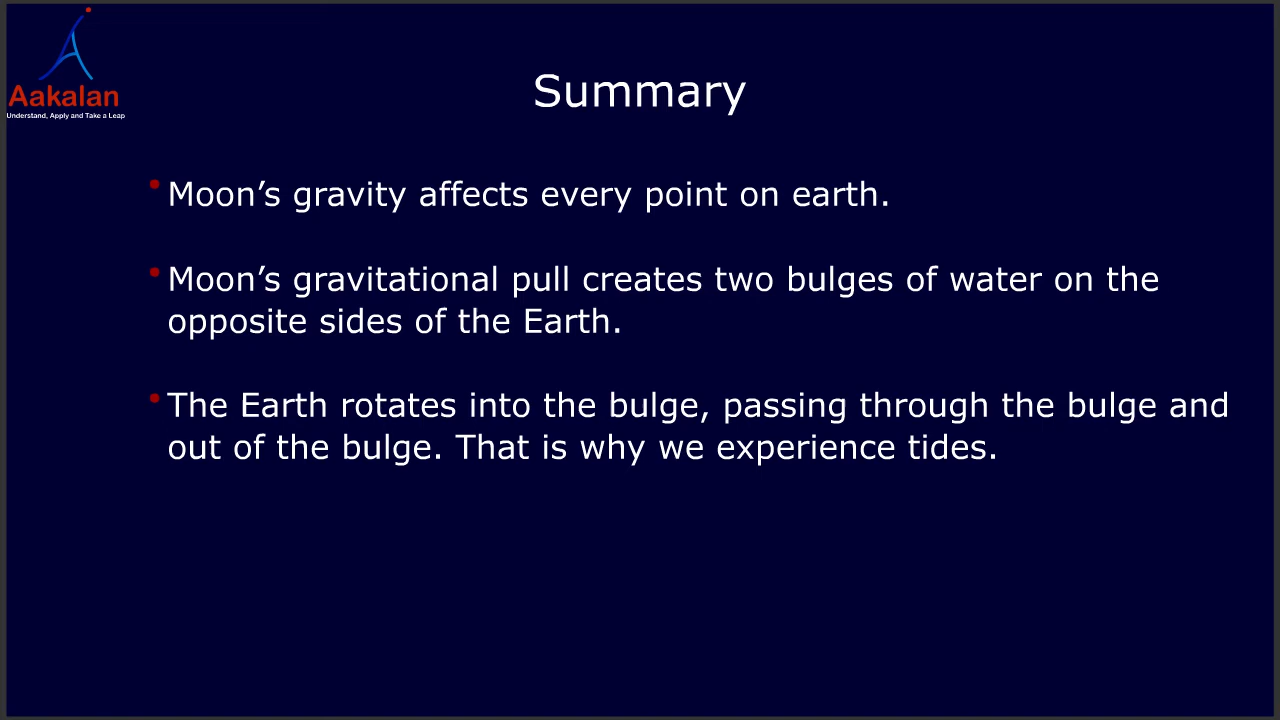 Aakalan
Understand, Apply and Take a Leap
Summary
• Moon’s gravity affects every point on earth.
• Moon’s gravitational pull creates two bulges of water on the
opposite sides of the Earth.
• The Earth rotates into the bulge, passing through the bulge and
out of the bulge. That is why we experience tides.